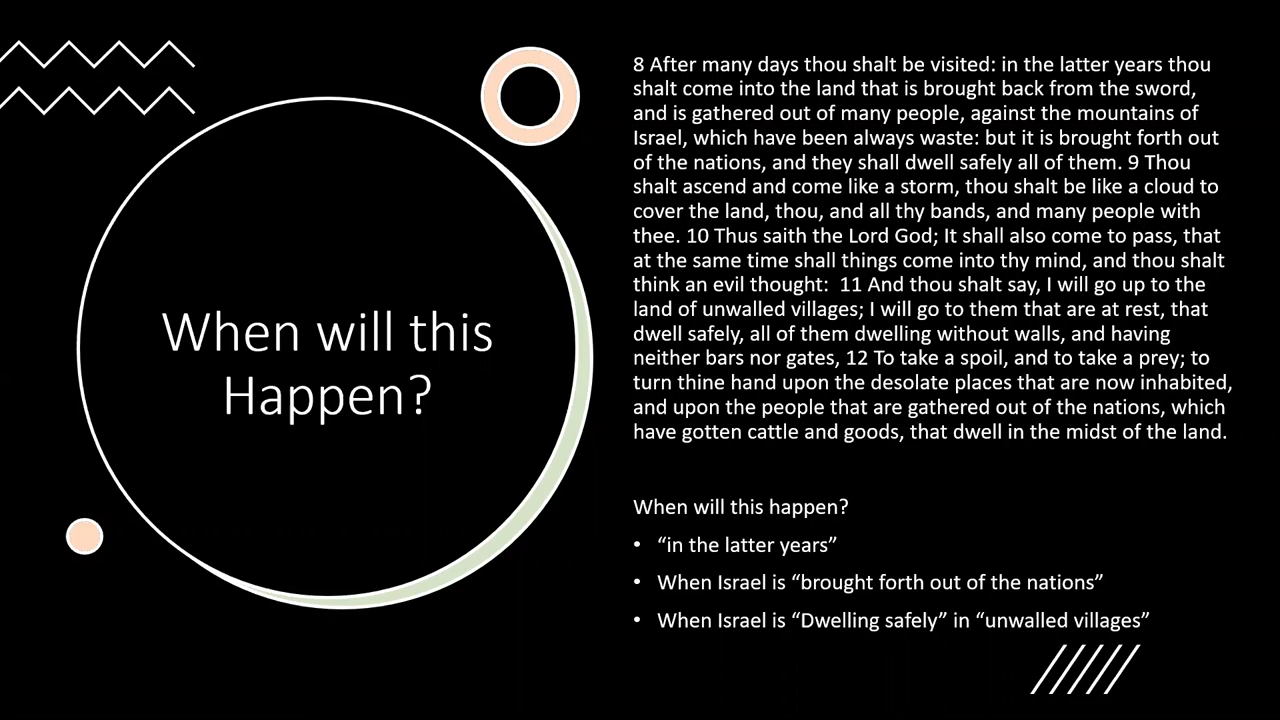 When will this
Happen?
8 After many days thou shalt be visited: in the latter years thou
shalt come into the land that is brought back from the sword,
and is gathered out of many people, against the mountains of
Israel, which have been always waste: but it is brought forth out
of the nations, and they shall dwell safely all of them. 9 Thou
shalt ascend and come like a storm, thou shalt be like a cloud to
cover the land, thou, and all thy bands, and many people with
thee. 10 Thus saith the Lord God; It shall also come to pass, that
at the same time shall things come into thy mind, and thou shalt
think an evil thought:  11 And thou shalt say, I will go up to the
land of unwalled villages; I will go to them that are at rest, that
dwell safely, all of them dwelling without walls, and having
neither bars nor gates, 12 To take a spoil, and to take a prey; to
turn thine hand upon the desolate places that are now inhabited,
and upon the people that are gathered out of the nations, which
have gotten cattle and goods, that dwell in the midst of the land.
When will this happen?
• “in the latter years”
• When Israel is “brought forth out of the nations”
• When Israel is “Dwelling safely” in “unwalled villages”